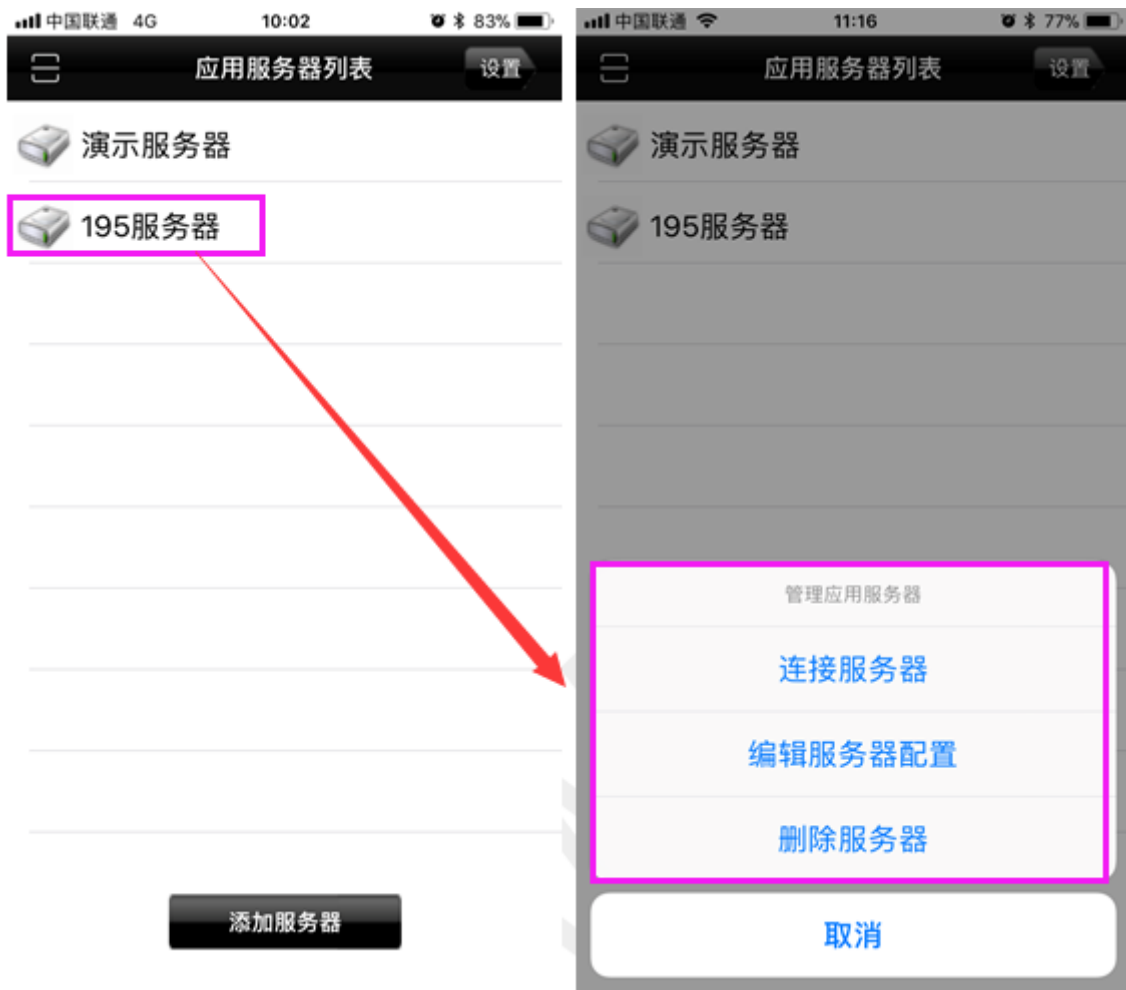 中国联通 4G 10:02 83%
应用服务器列表 设置
演示服务器
195服务器
添加服务器
中国联通 11:16 77%
应用服务器列表 设置
演示服务器
195服务器
管理应用服务器
连接服务器
编辑服务器配置
删除服务器
取消